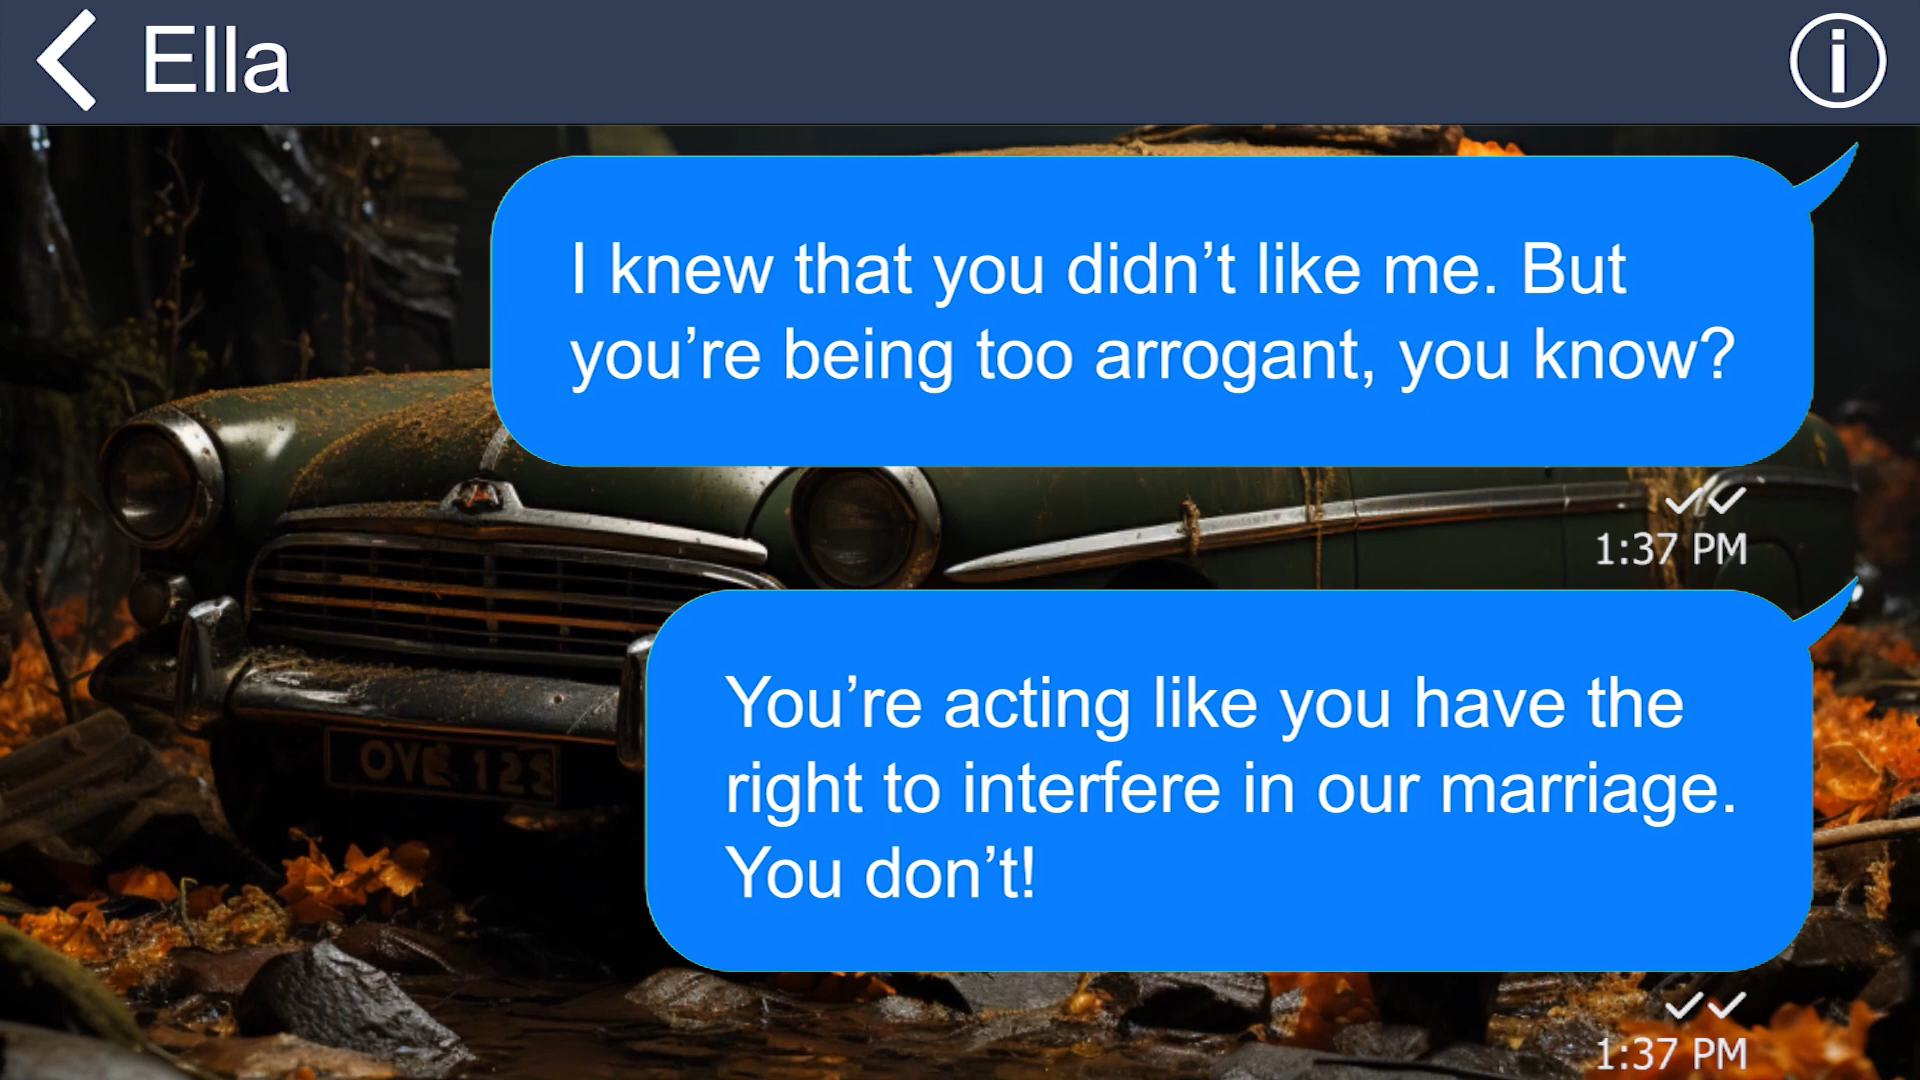 Ella
I knew that you didn’t like me. But
you’re being too arrogant, you know?
1:37 PM
You’re acting like you have the
right to interfere in our marriage.
You don’t!
1:37 PM